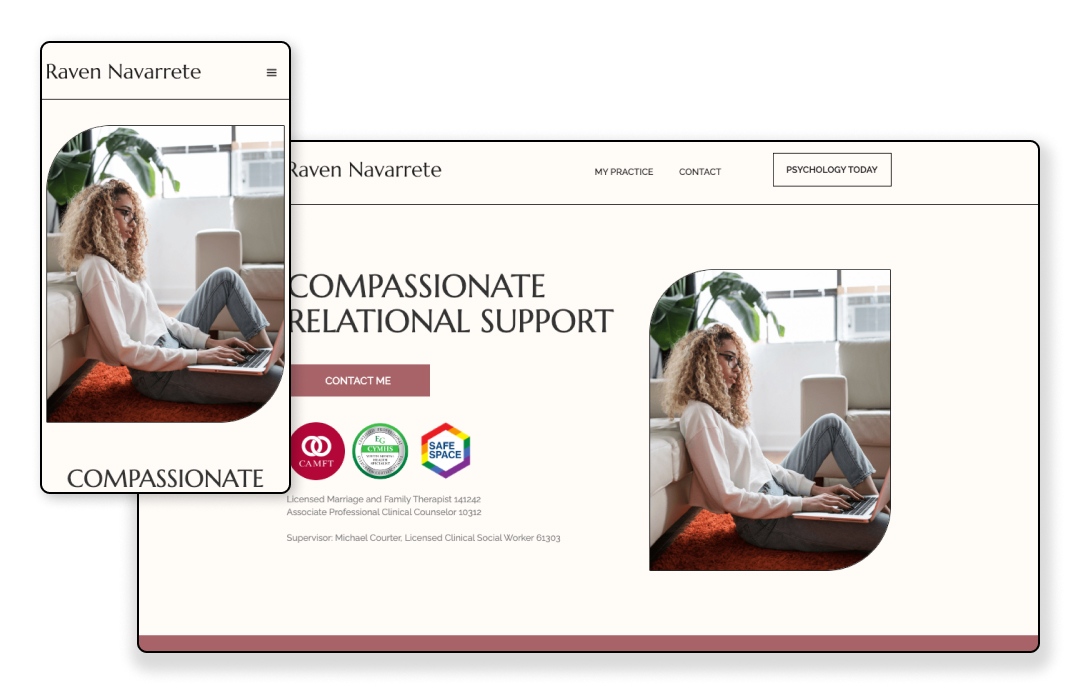 Raven Navarrete
COMPASSIONATE
Raven Navarrete
MY PRACTICE
CONTACT
PSYCHOLOGY TODAY
COMPASSIONATE
RELATIONAL SUPPORT
CONTACT ME
CAMFT
EG
CYMHS
SAFE
SPACE
Licensed Marriage and Family Therapist 141242
Associate Professional Clinical Counselor 10312
Supervisor: Michael Courter, Licensed Clinical Social Worker 61303